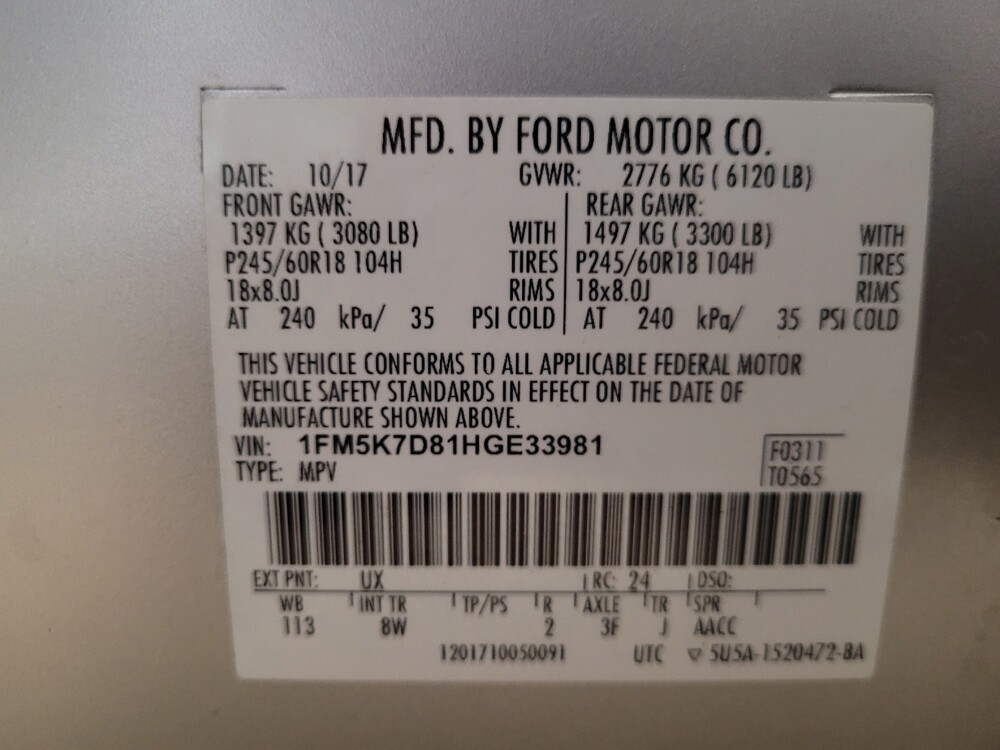 MFD. BY FORD MOTOR CO.
DATE: 10/17 GVWR: 2776 KG ( 6120 LB)
FRONT GAWR: REAR GAWR:
1397 KG ( 3080 LB) WITH 1497 KG ( 3300 LB) WITH
P245/60R18 104H TIRES P245/60R18 104H TIRES
18x8.0J RIMS 18x8.0J RIMS
AT 240 kPa/ 35 PSI COLD AT 240 kPa/ 35 PSI COLD
THIS VEHICLE CONFORMS TO ALL APPLICABLE FEDERAL MOTOR
VEHICLE SAFETY STANDARDS IN EFFECT ON THE DATE OF
MANUFACTURE SHOWN ABOVE.
VIN: 1FM5K7D81HGE33981 F0311
TYPE: MPV T0565
EXT PNT: UX RC: 24 DSO:
WB INT TR TP/PS R AXLE TR SPR
113 8W 2 3F J AACC
1201710050091 UTC ▽ 5U5A-1520472-BA